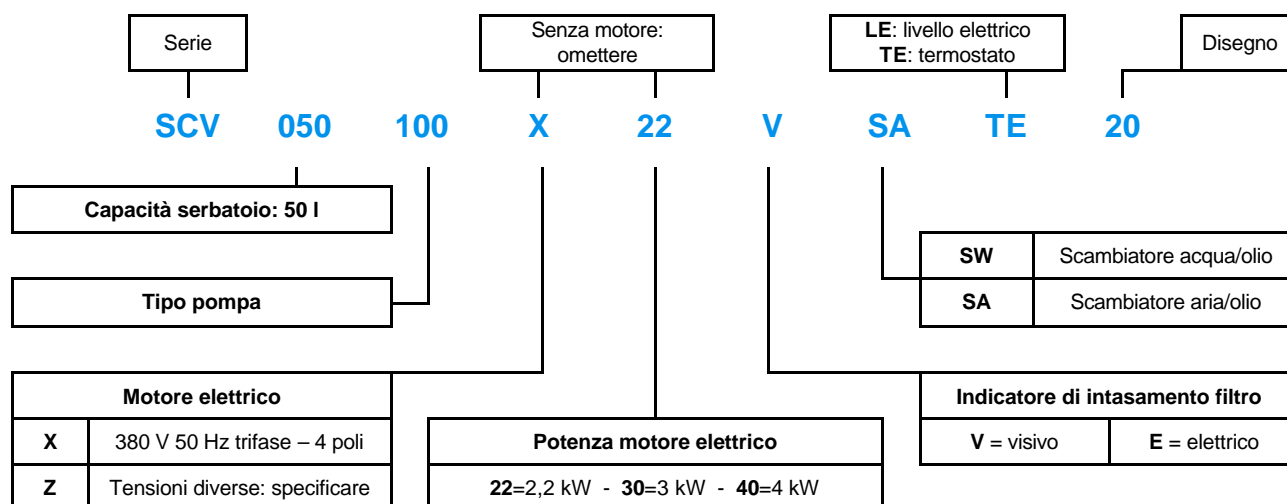 Serie
Senza motore:
omettere
LE: livello elettrico
TE: termostato
Disegno
SCV 050 100 X 22 V SA TE 20
Capacità serbatoio: 50 l
Tipo pompa
SW Scambiatore acqua/olio
SA Scambiatore aria/olio
Motore elettrico
X 380 V 50 Hz trifase – 4 poli
Z Tensioni diverse: specificare
Potenza motore elettrico
22=2,2 kW - 30=3 kW - 40=4 kW
Indicatore di intasamento filtro
V = visivo E = elettrico